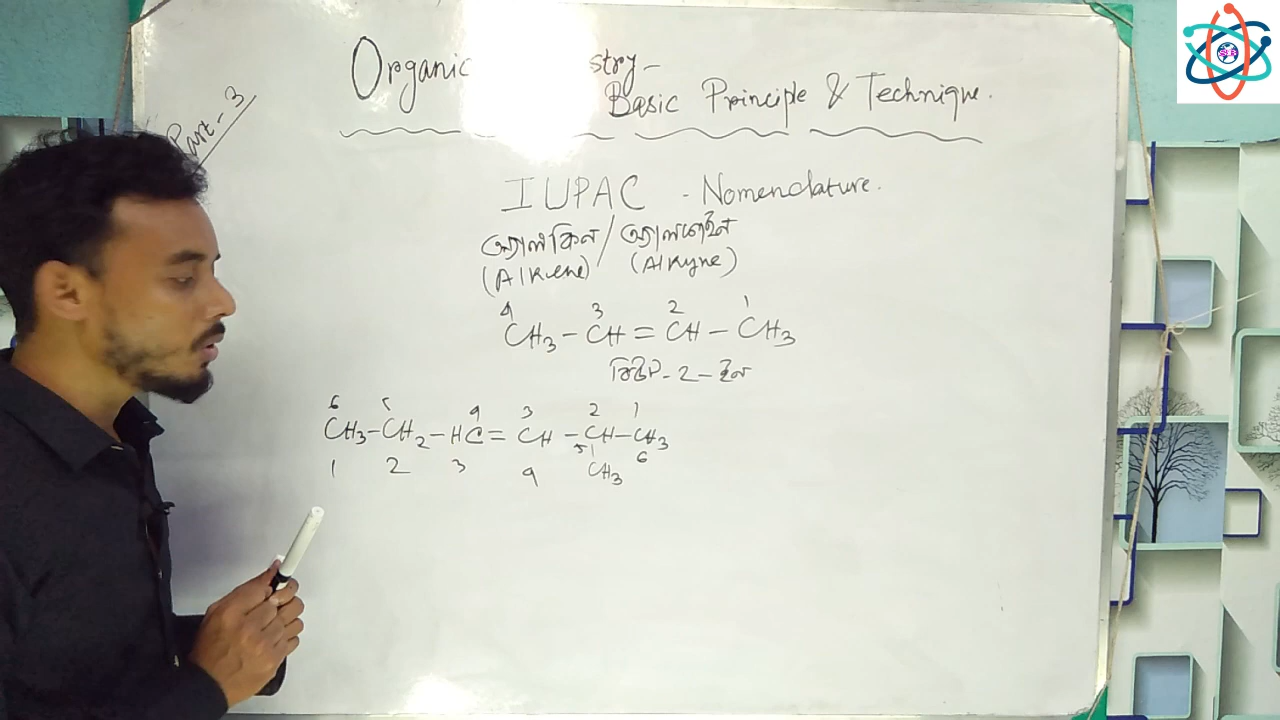 Organic stry-
Basic Principle & Technique.
Part-3
IUPAC - Nomenclature.
অ্যালকিন / অ্যালকাইন
(Alkene) (Alkyne)
4 3 2 1
CH3 - CH = CH - CH3
বিউট-2-ইন
6 5 4 3 2 1
CH3-CH2-HC=CH-CH-CH3
1 2 3 4 5 6
CH3